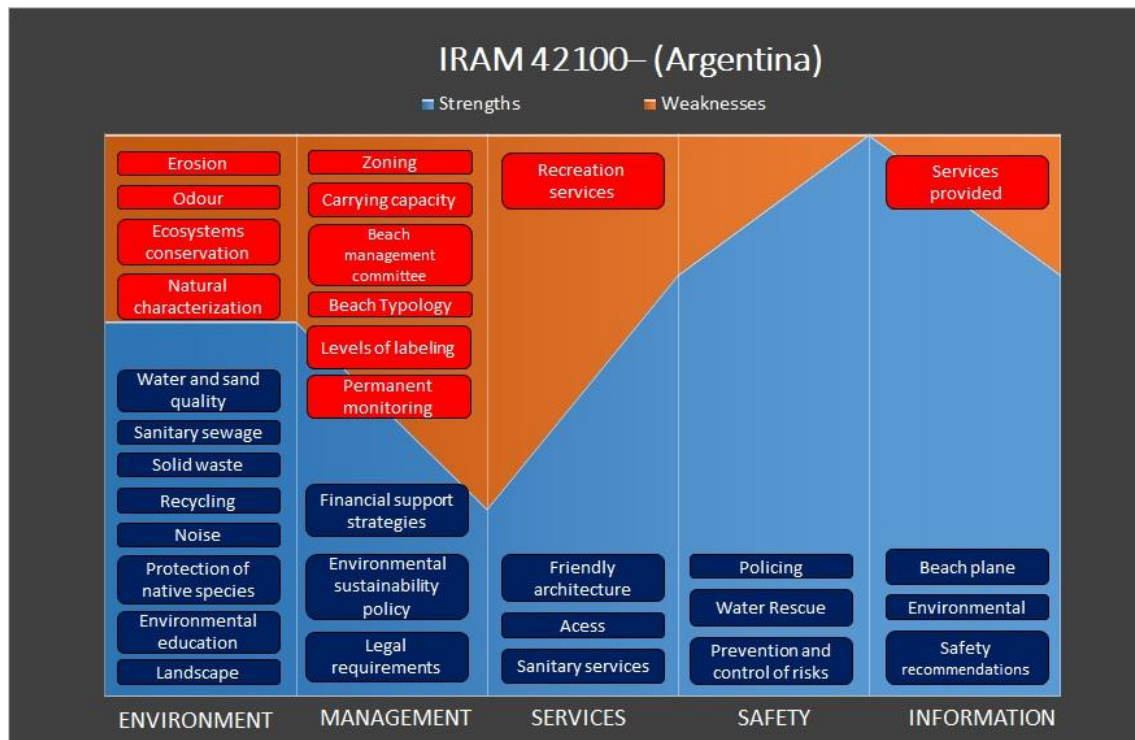 IRAM 42100– (Argentina)
Strengths
Weaknesses
Erosion
Odour
Ecosystems
conservation
Natural
characterization
Water and sand
quality
Sanitary sewage
Solid waste
Recycling
Noise
Protection of
native species
Environmental
education
Landscape
Zoning
Carrying capacity
Beach
management
committee
Beach Typology
Levels of labeling
Permanent
monitoring
Financial support
strategies
Environmental
sustainability
policy
Legal
requirements
Recreation
services
Friendly
architecture
Acess
Sanitary services
Policing
Water Rescue
Prevention and
control of risks
Services
provided
Beach plane
Environmental
Safety
recommendations
ENVIRONMENT
MANAGEMENT
SERVICES
SAFETY
INFORMATION